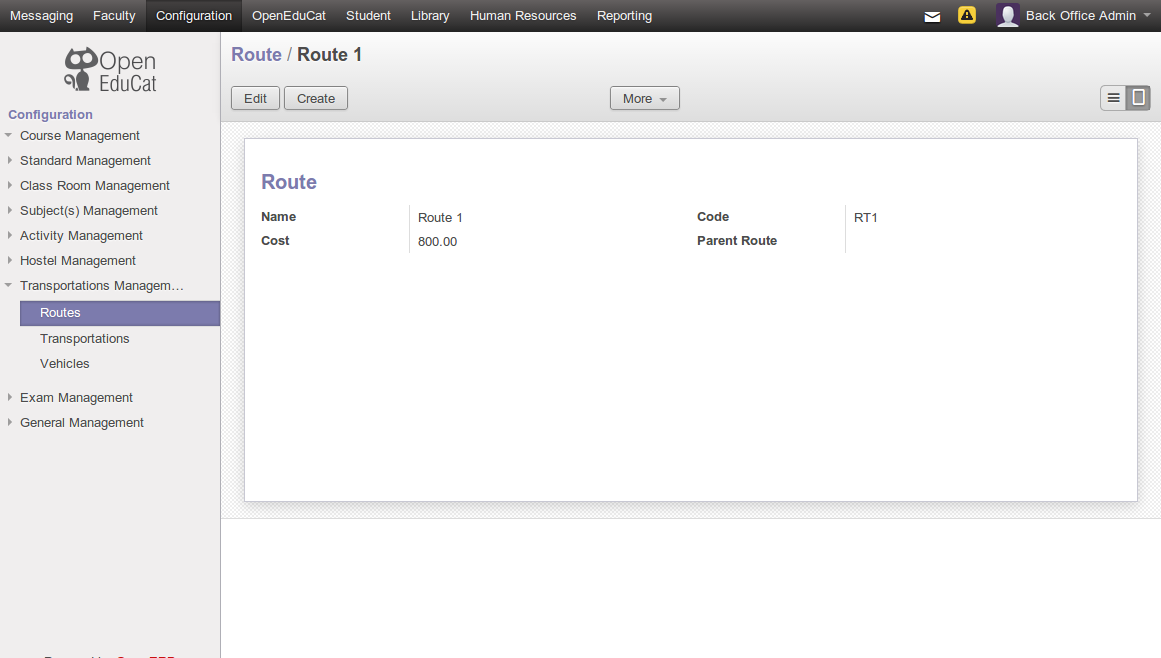 Messaging Faculty Configuration OpenEduCat Student Library Human Resources Reporting Back Office Admin
Open
EduCat
Route / Route 1
Edit Create More
Configuration
Course Management
Standard Management
Class Room Management
Subject(s) Management
Activity Management
Hostel Management
Transportations Managem…
Routes
Transportations
Vehicles
Exam Management
General Management
Route
Name Route 1 Code RT1
Cost 800.00 Parent Route